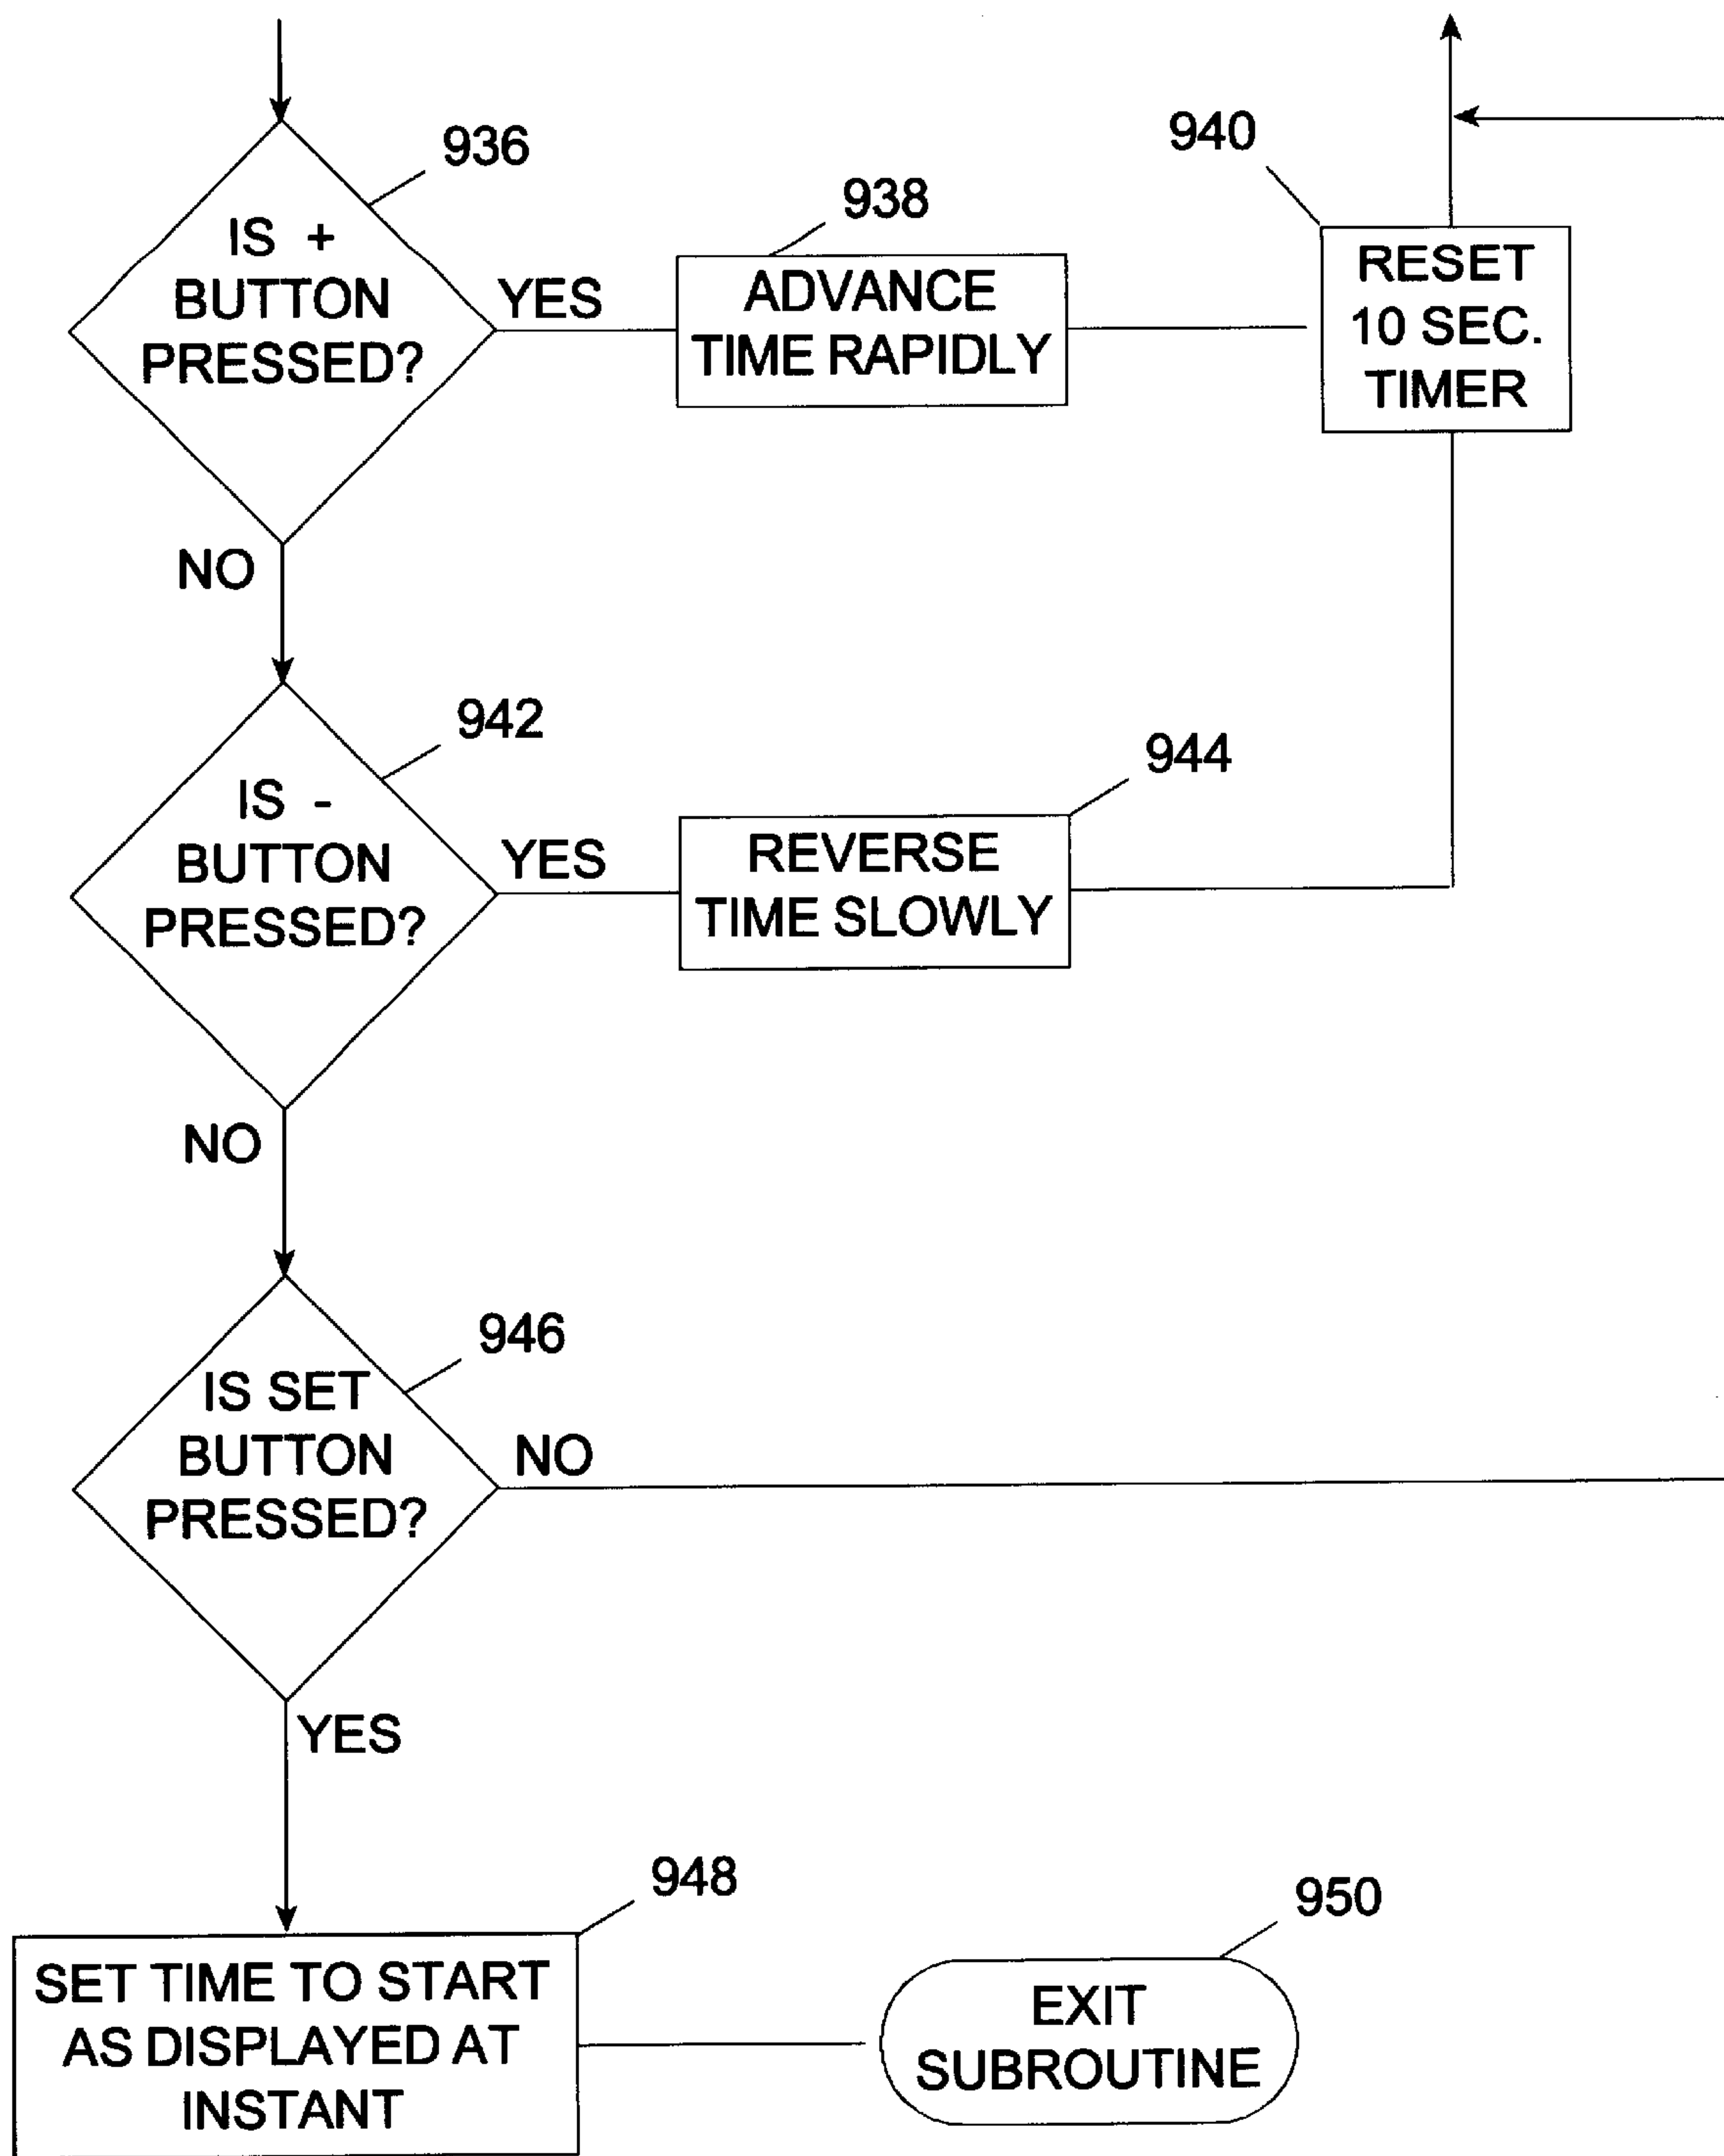 936
IS +
BUTTON
PRESSED?
YES
938
ADVANCE
TIME RAPIDLY
940
RESET
10 SEC.
TIMER
NO
942
IS -
BUTTON
PRESSED?
YES
944
REVERSE
TIME SLOWLY
NO
946
IS SET
BUTTON
PRESSED?
NO
YES
948
SET TIME TO START
AS DISPLAYED AT
INSTANT
950
EXIT
SUBROUTINE